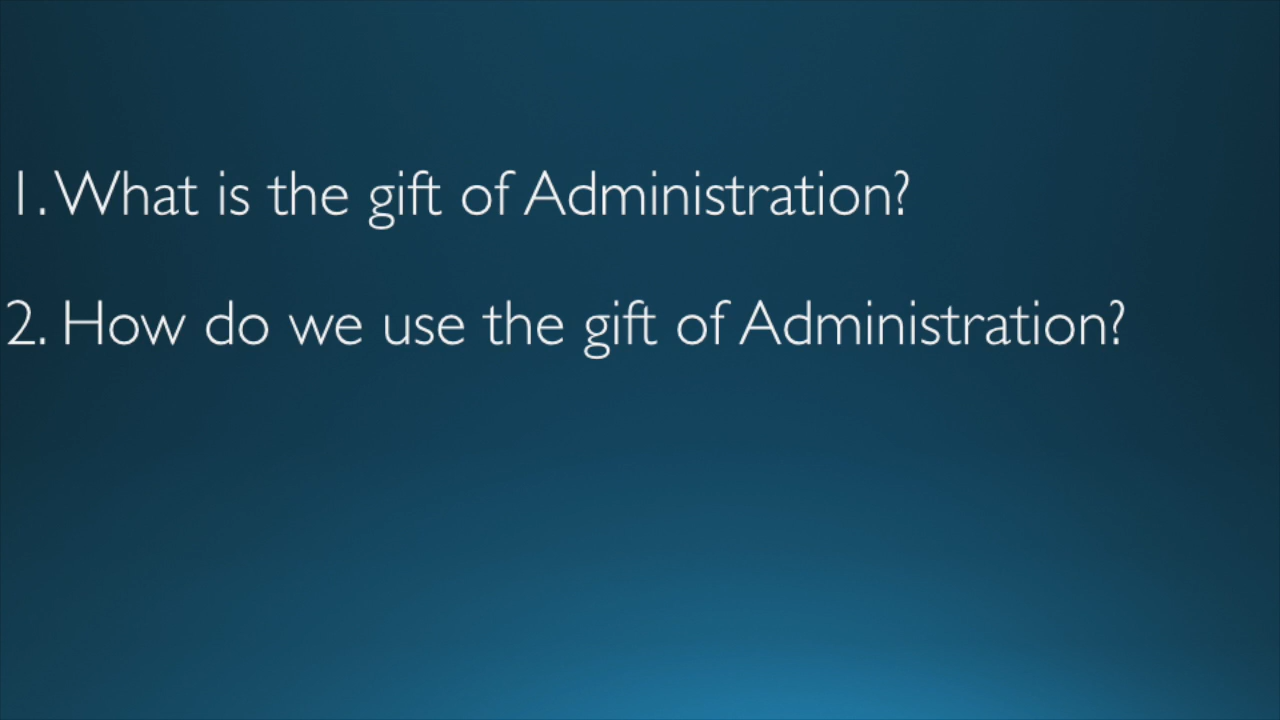 1. What is the gift of Administration?
2. How do we use the gift of Administration?